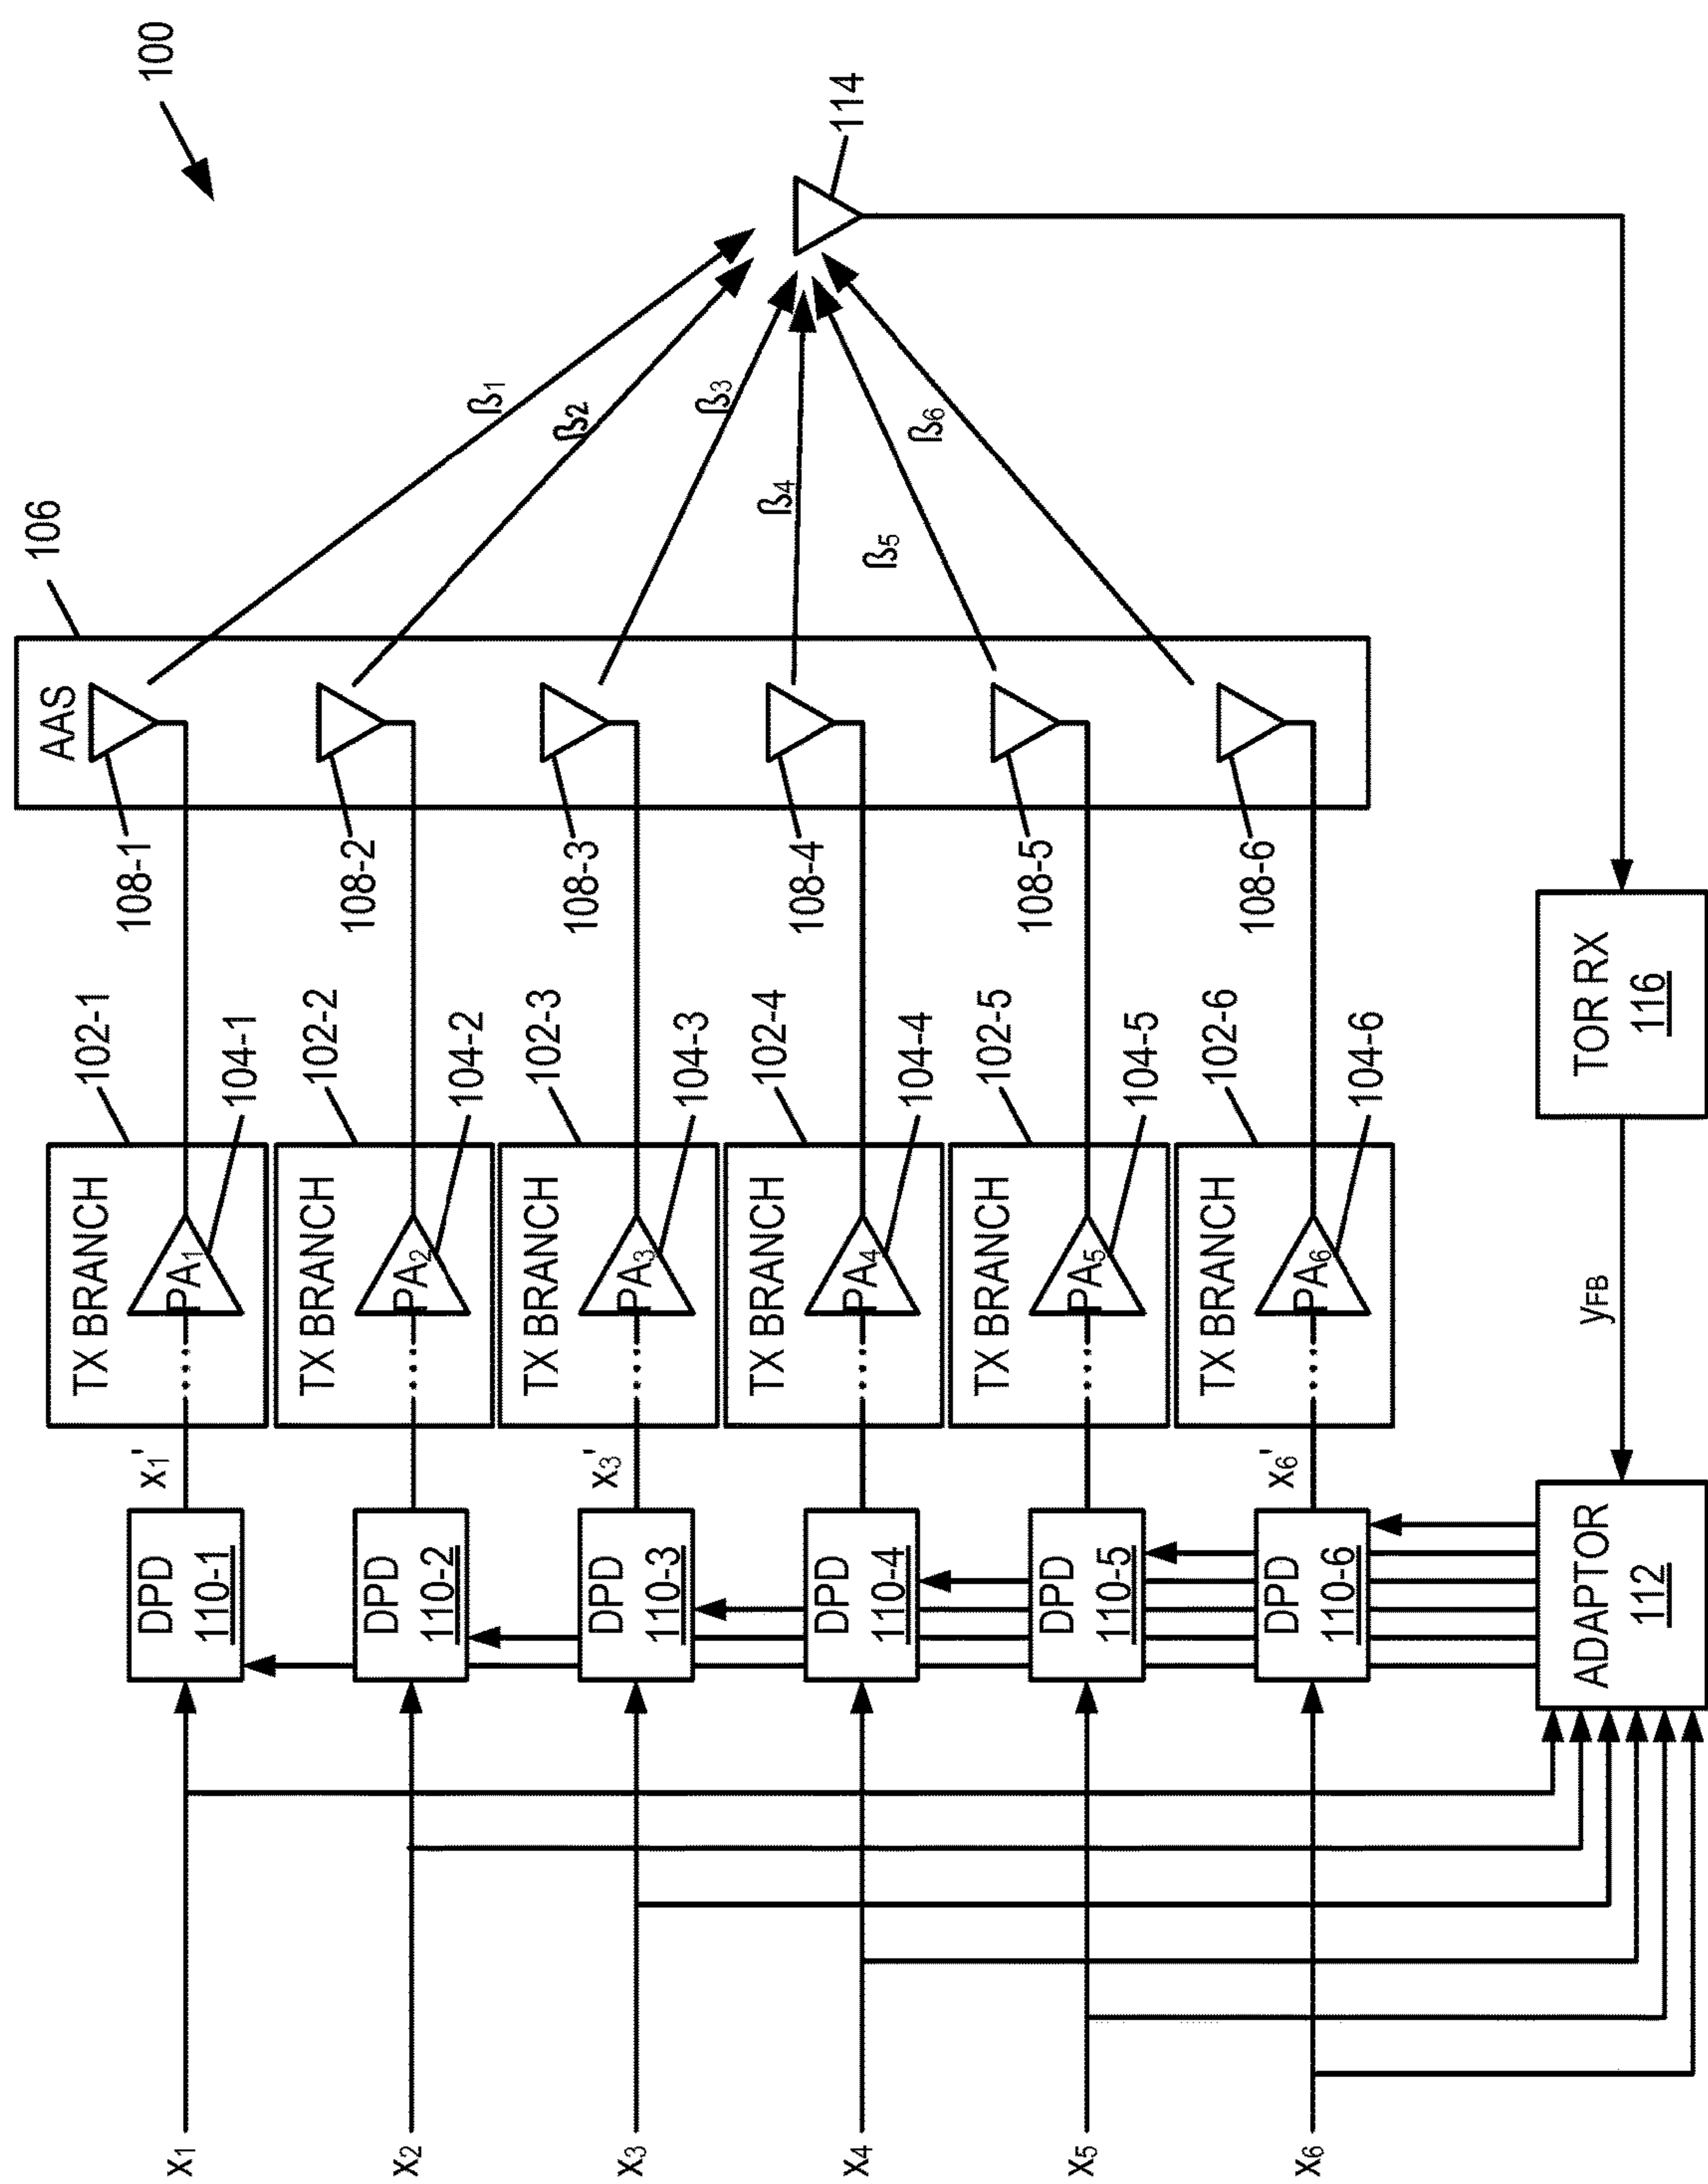 100
106
AAS
114
ß1
ß2
ß3
ß4
ß5
ß6
108-1
108-2
108-3
108-4
108-5
108-6
102-1
TX BRANCH
PA1
104-1
102-2
TX BRANCH
PA2
104-2
102-3
TX BRANCH
PA3
104-3
102-4
TX BRANCH
PA4
104-4
102-5
TX BRANCH
PA5
104-5
102-6
TX BRANCH
PA6
104-6
x1'
x3'
x6'
DPD
110-1
DPD
110-2
DPD
110-3
DPD
110-4
DPD
110-5
DPD
110-6
TOR RX
116
yFB
ADAPTOR
112
x1
x2
x3
x4
x5
x6